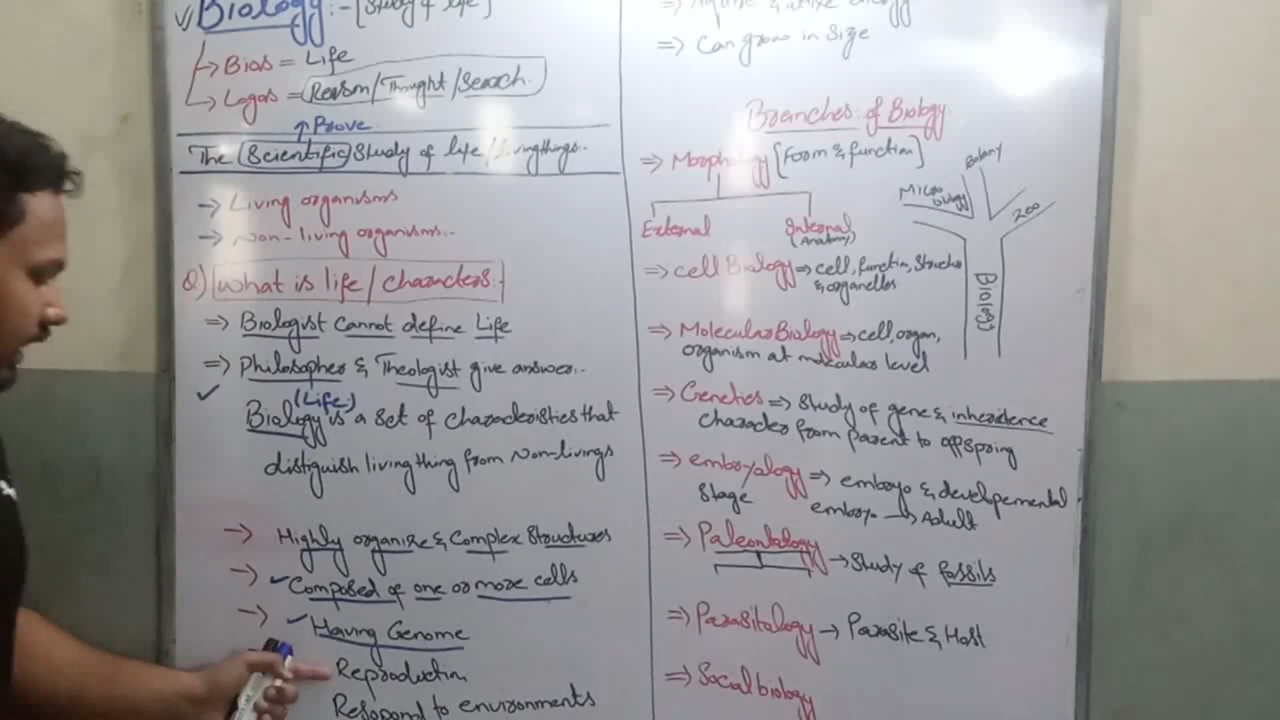 Biology :- [Study of life]
→ Bios = Life
→ Logos = Reason/Thought/Search.
↑ Prove
The Scientific Study of life/Livingthings.
→ Living organisms
→ Non-living organisms.-
Q) What is life/characters
⇒ Biologist Cannot define Life
⇒ Philosopher & Theologist give answer..
(Life)
✓ Biology is a set of characteristics that
distiguish living thing from Non-livings
→ Highly organize & Complex Structures
→ ✓ Composed of one or more cells
→ ✓ Having Genome
Reproduction
Respond to environments
⇒ energy
⇒ Can grow in Size
Branches of Biology
⇒ Morphology [Form & function]
External
Internal
(Anatomy)
⇒ cell Biology ⇒ cell, function, Structure
& organelles
⇒ Molecular Biology ⇒ cell, organ,
organism at molecular level
⇒ Genetics ⇒ Study of gene & inheridence
character from parent to offspring
⇒ embryology ⇒ embryo & developemental
Stage embryo → Adult
⇒ Paleontology → Study of fossils
⇒ Parasitology → Parasite & Host
⇒ Social biology
Micro
biology
Botany
Zoo
Biology